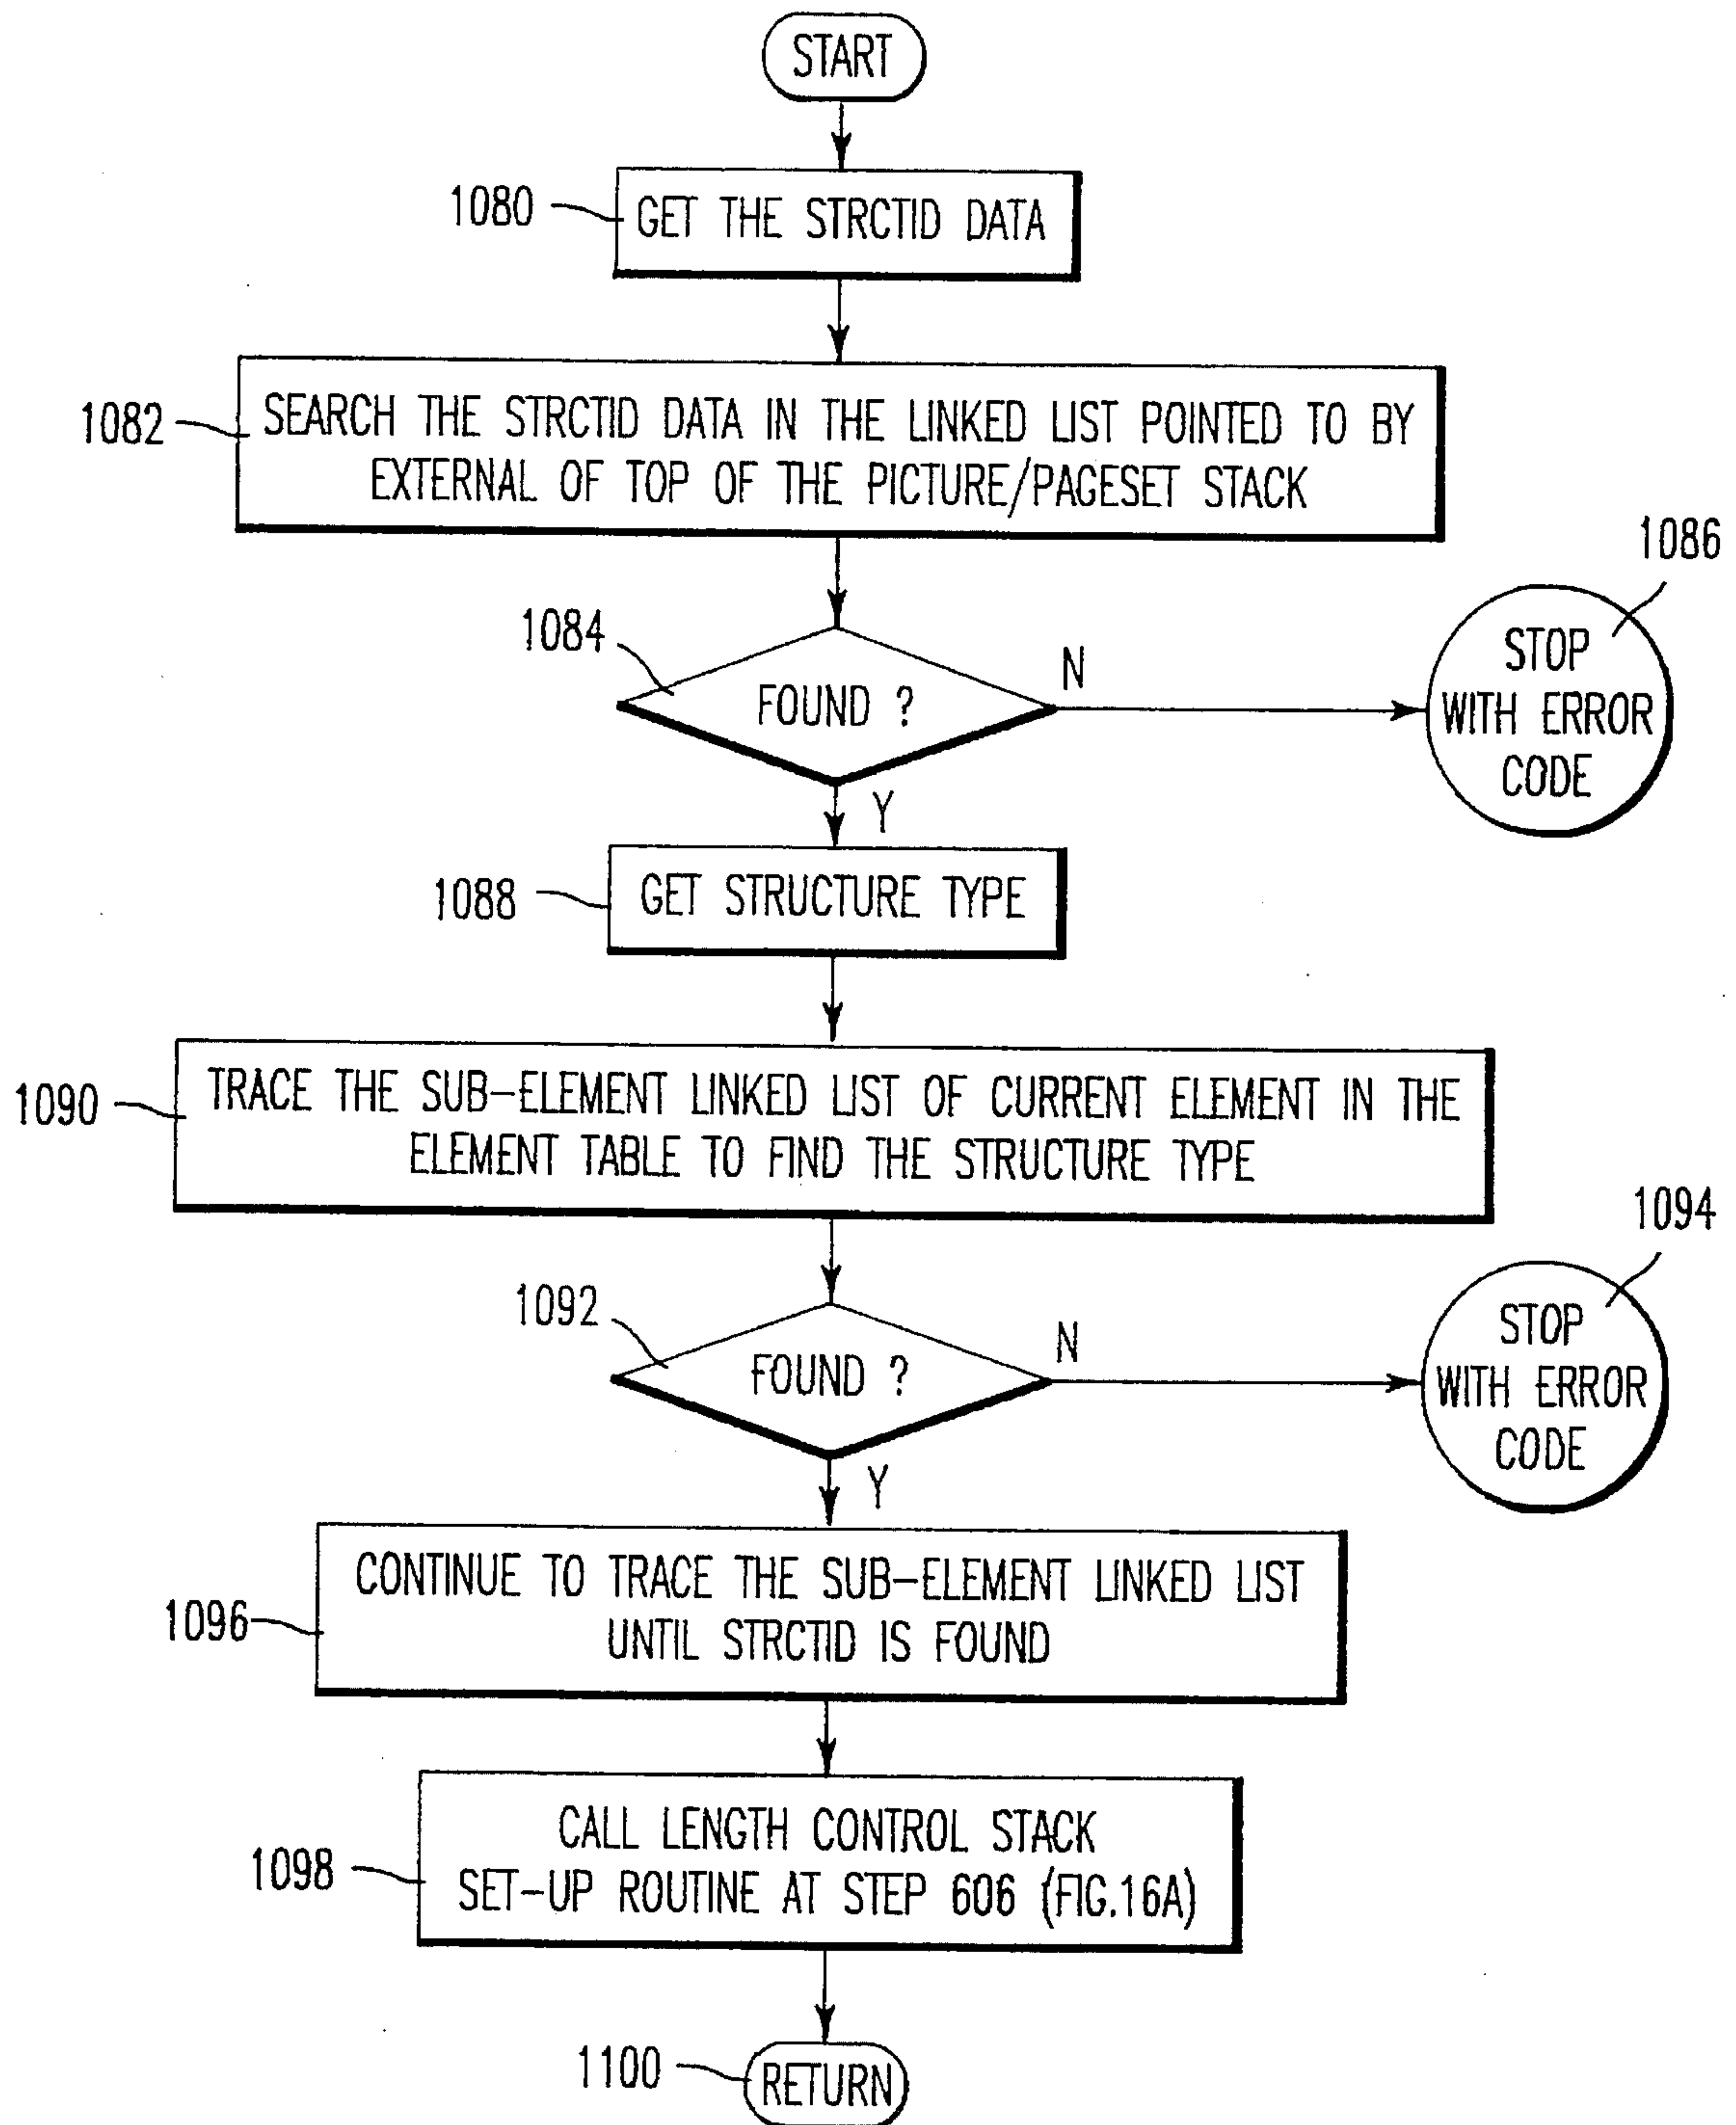 START
1080
GET THE STRCTID DATA
1082
SEARCH THE STRCTID DATA IN THE LINKED LIST POINTED TO BY
EXTERNAL OF TOP OF THE PICTURE/PAGESET STACK
1084
FOUND ?
N
1086
STOP
WITH ERROR
CODE
Y
1088
GET STRUCTURE TYPE
1090
TRACE THE SUB-ELEMENT LINKED LIST OF CURRENT ELEMENT IN THE
ELEMENT TABLE TO FIND THE STRUCTURE TYPE
1092
FOUND ?
N
1094
STOP
WITH ERROR
CODE
Y
1096
CONTINUE TO TRACE THE SUB-ELEMENT LINKED LIST
UNTIL STRCTID IS FOUND
1098
CALL LENGTH CONTROL STACK
SET-UP ROUTINE AT STEP 606 (FIG.16A)
1100
RETURN